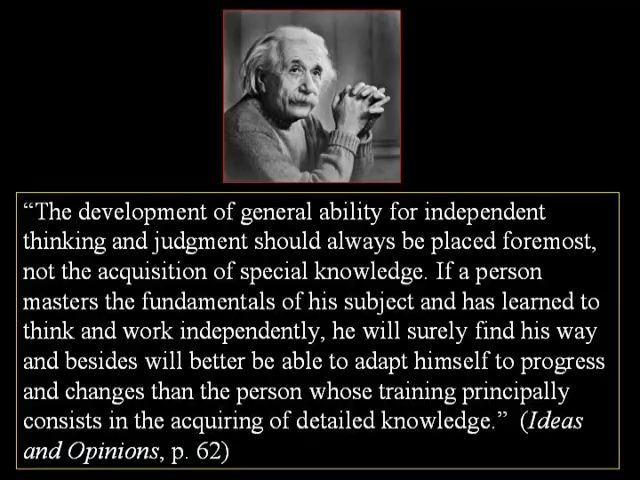 “The development of general ability for independent
thinking and judgment should always be placed foremost,
not the acquisition of special knowledge. If a person
masters the fundamentals of his subject and has learned to
think and work independently, he will surely find his way
and besides will better be able to adapt himself to progress
and changes than the person whose training principally
consists in the acquiring of detailed knowledge.” (Ideas
and Opinions, p. 62)